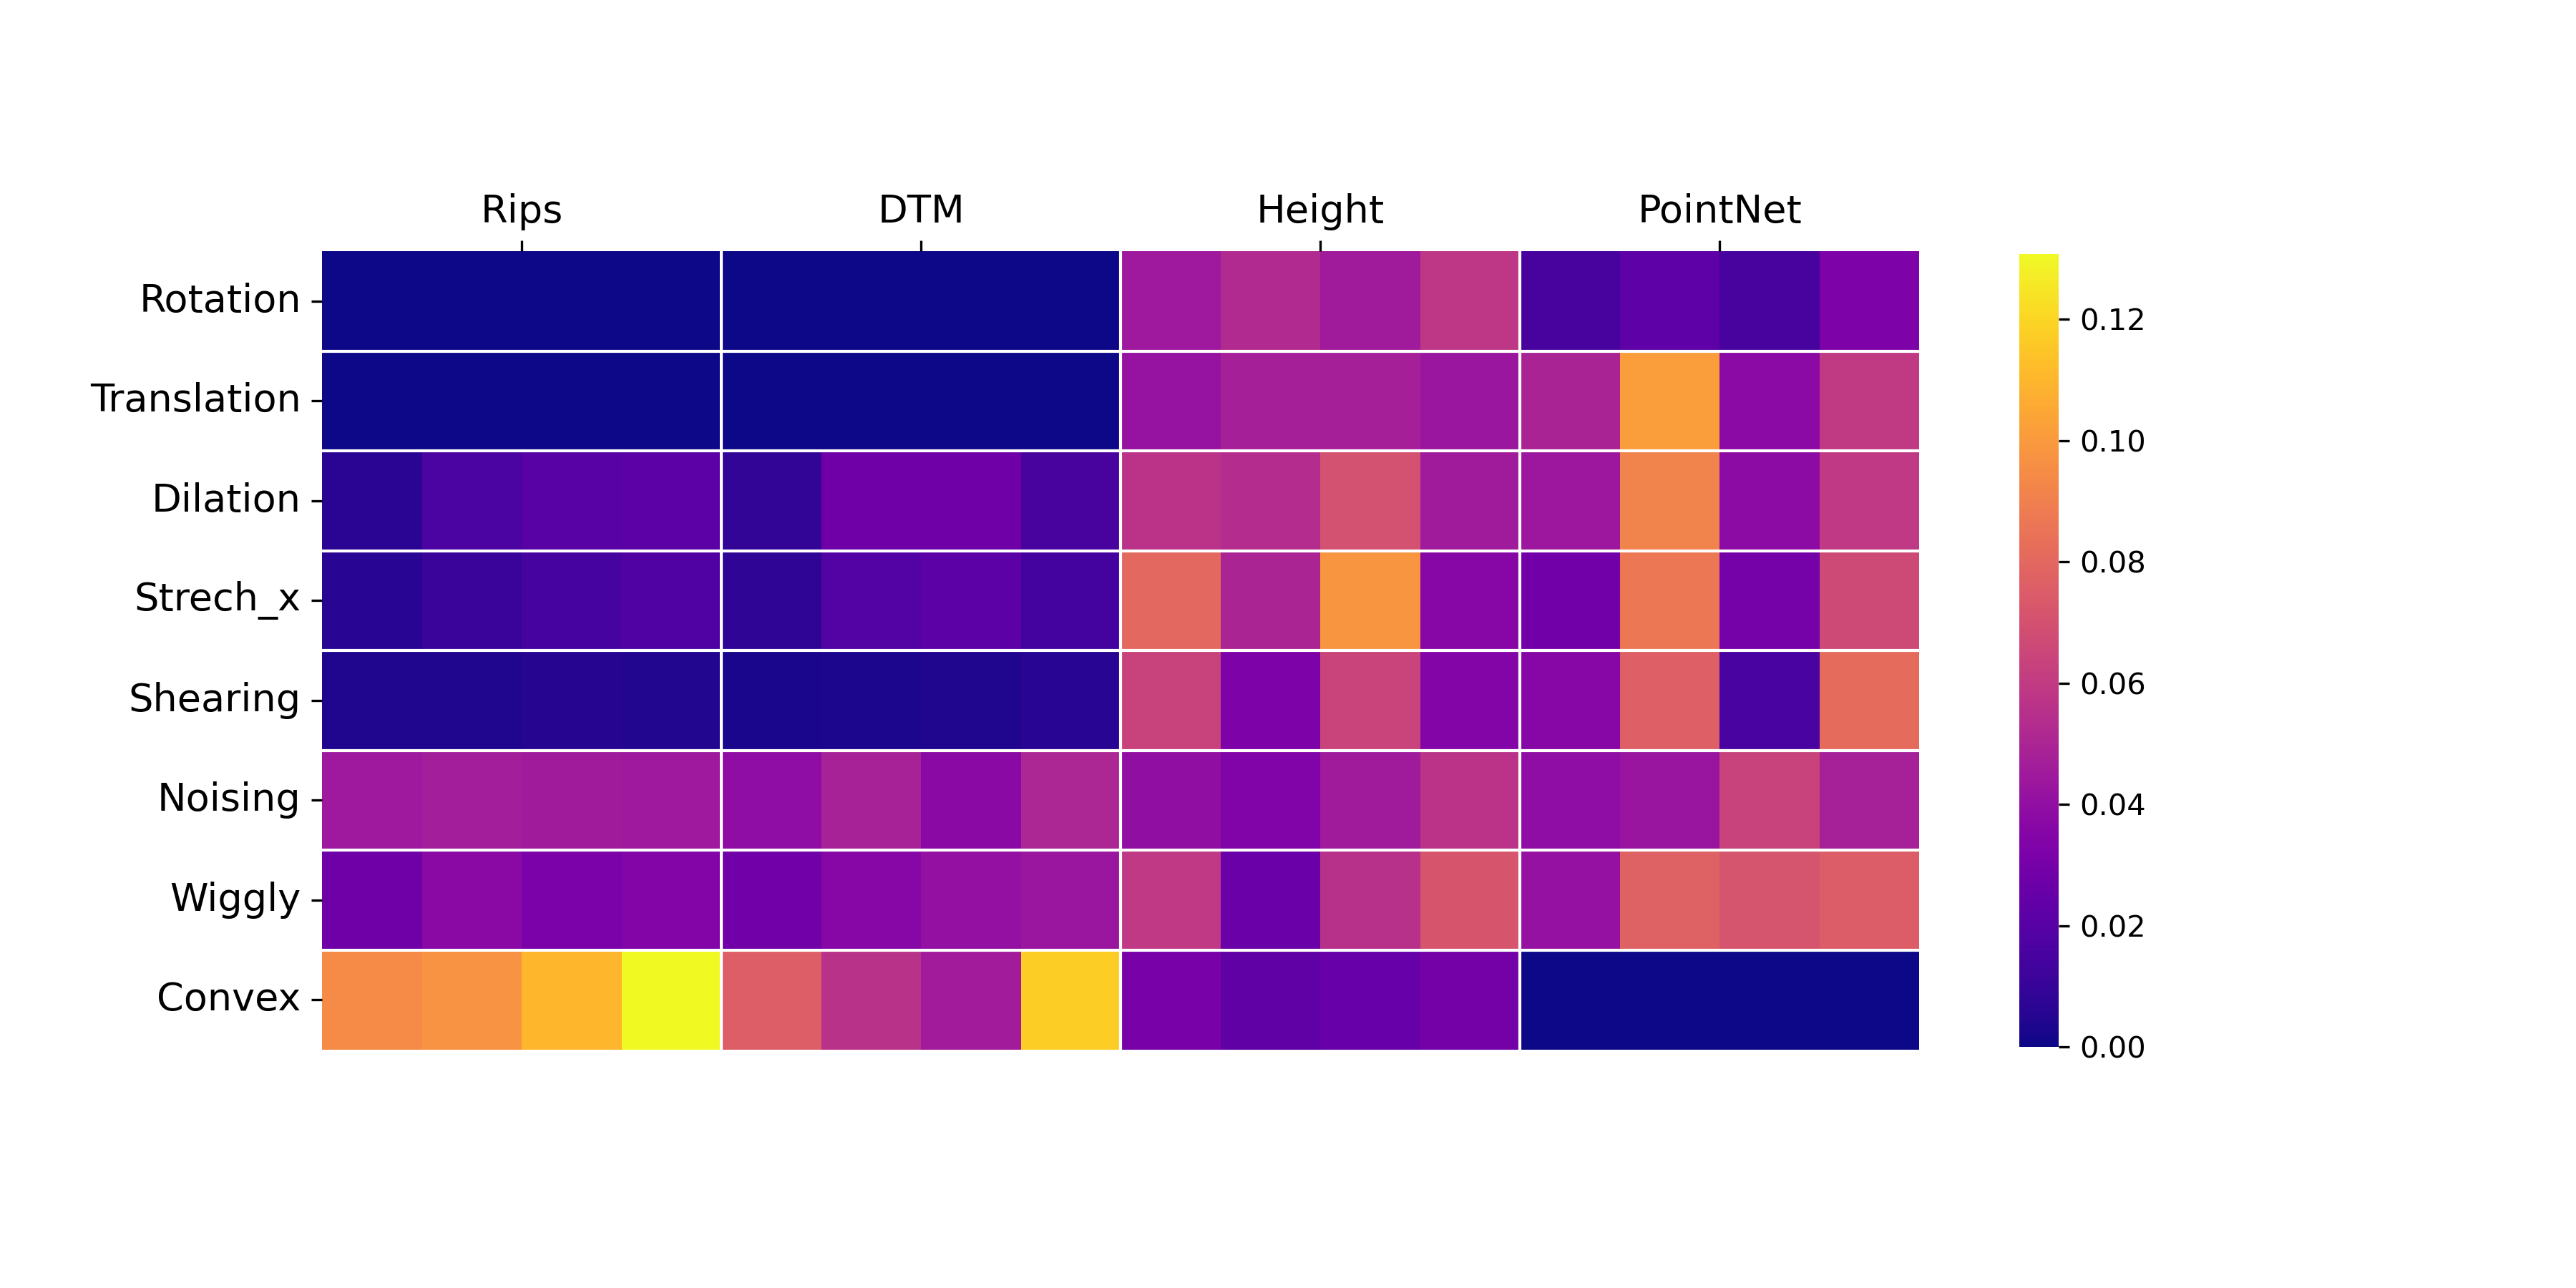 Rips DTM Height PointNet
Rotation
Translation
Dilation
Strech_x
Shearing
Noising
Wiggly
Convex
0.12
0.10
0.08
0.06
0.04
0.02
0.00